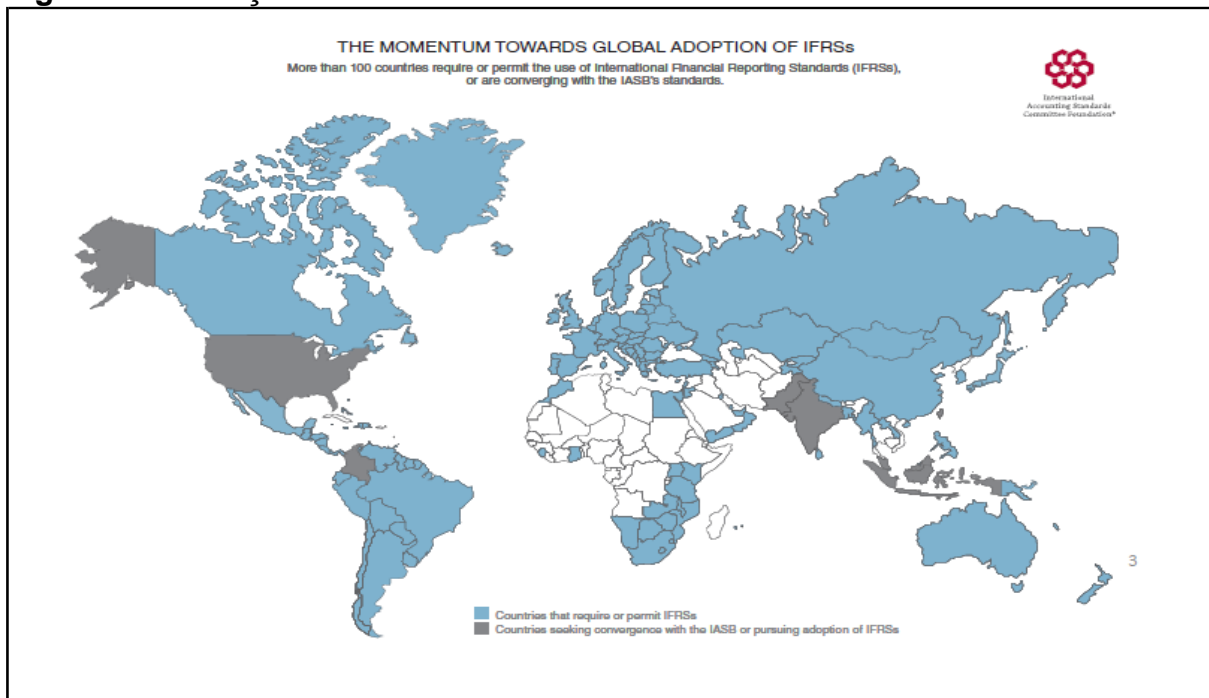 THE MOMENTUM TOWARDS GLOBAL ADOPTION OF IFRSs
More than 100 countries require or permit the use of International Financial Reporting Standards (IFRSs),
or are converging with the IASB's standards.
International
Accounting Standards
Committee Foundation®
3
Countries that require or permit IFRSs
Countries seeking convergence with the IASB or pursuing adoption of IFRSs